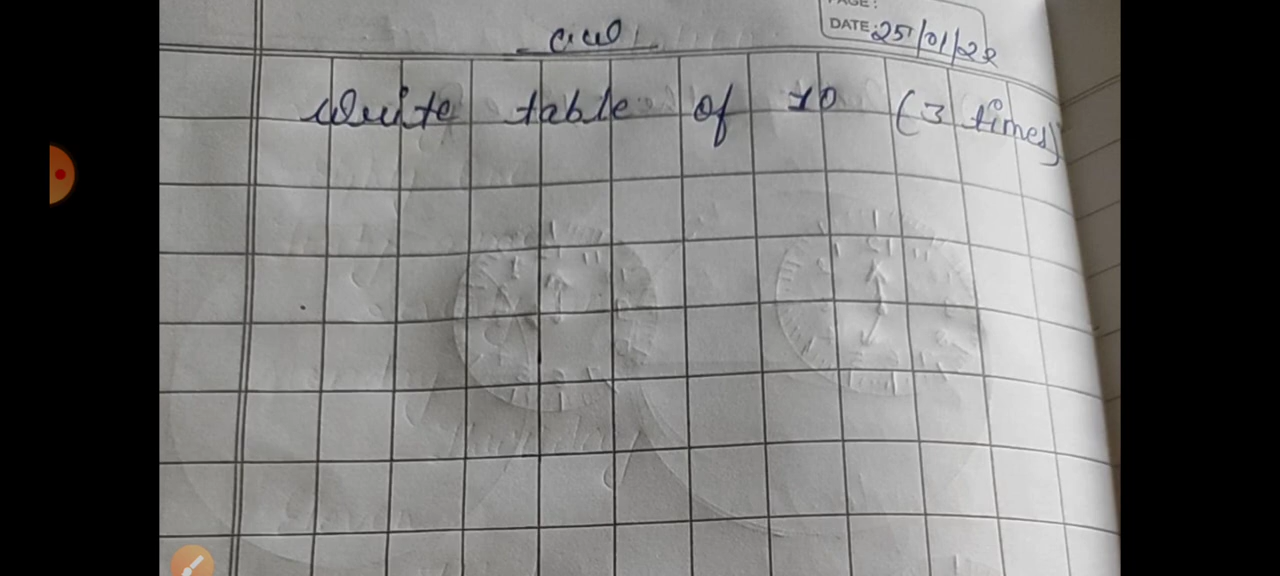 PAGE:
DATE: 25/01/22
C.W.
Write table of 10 (3 times)